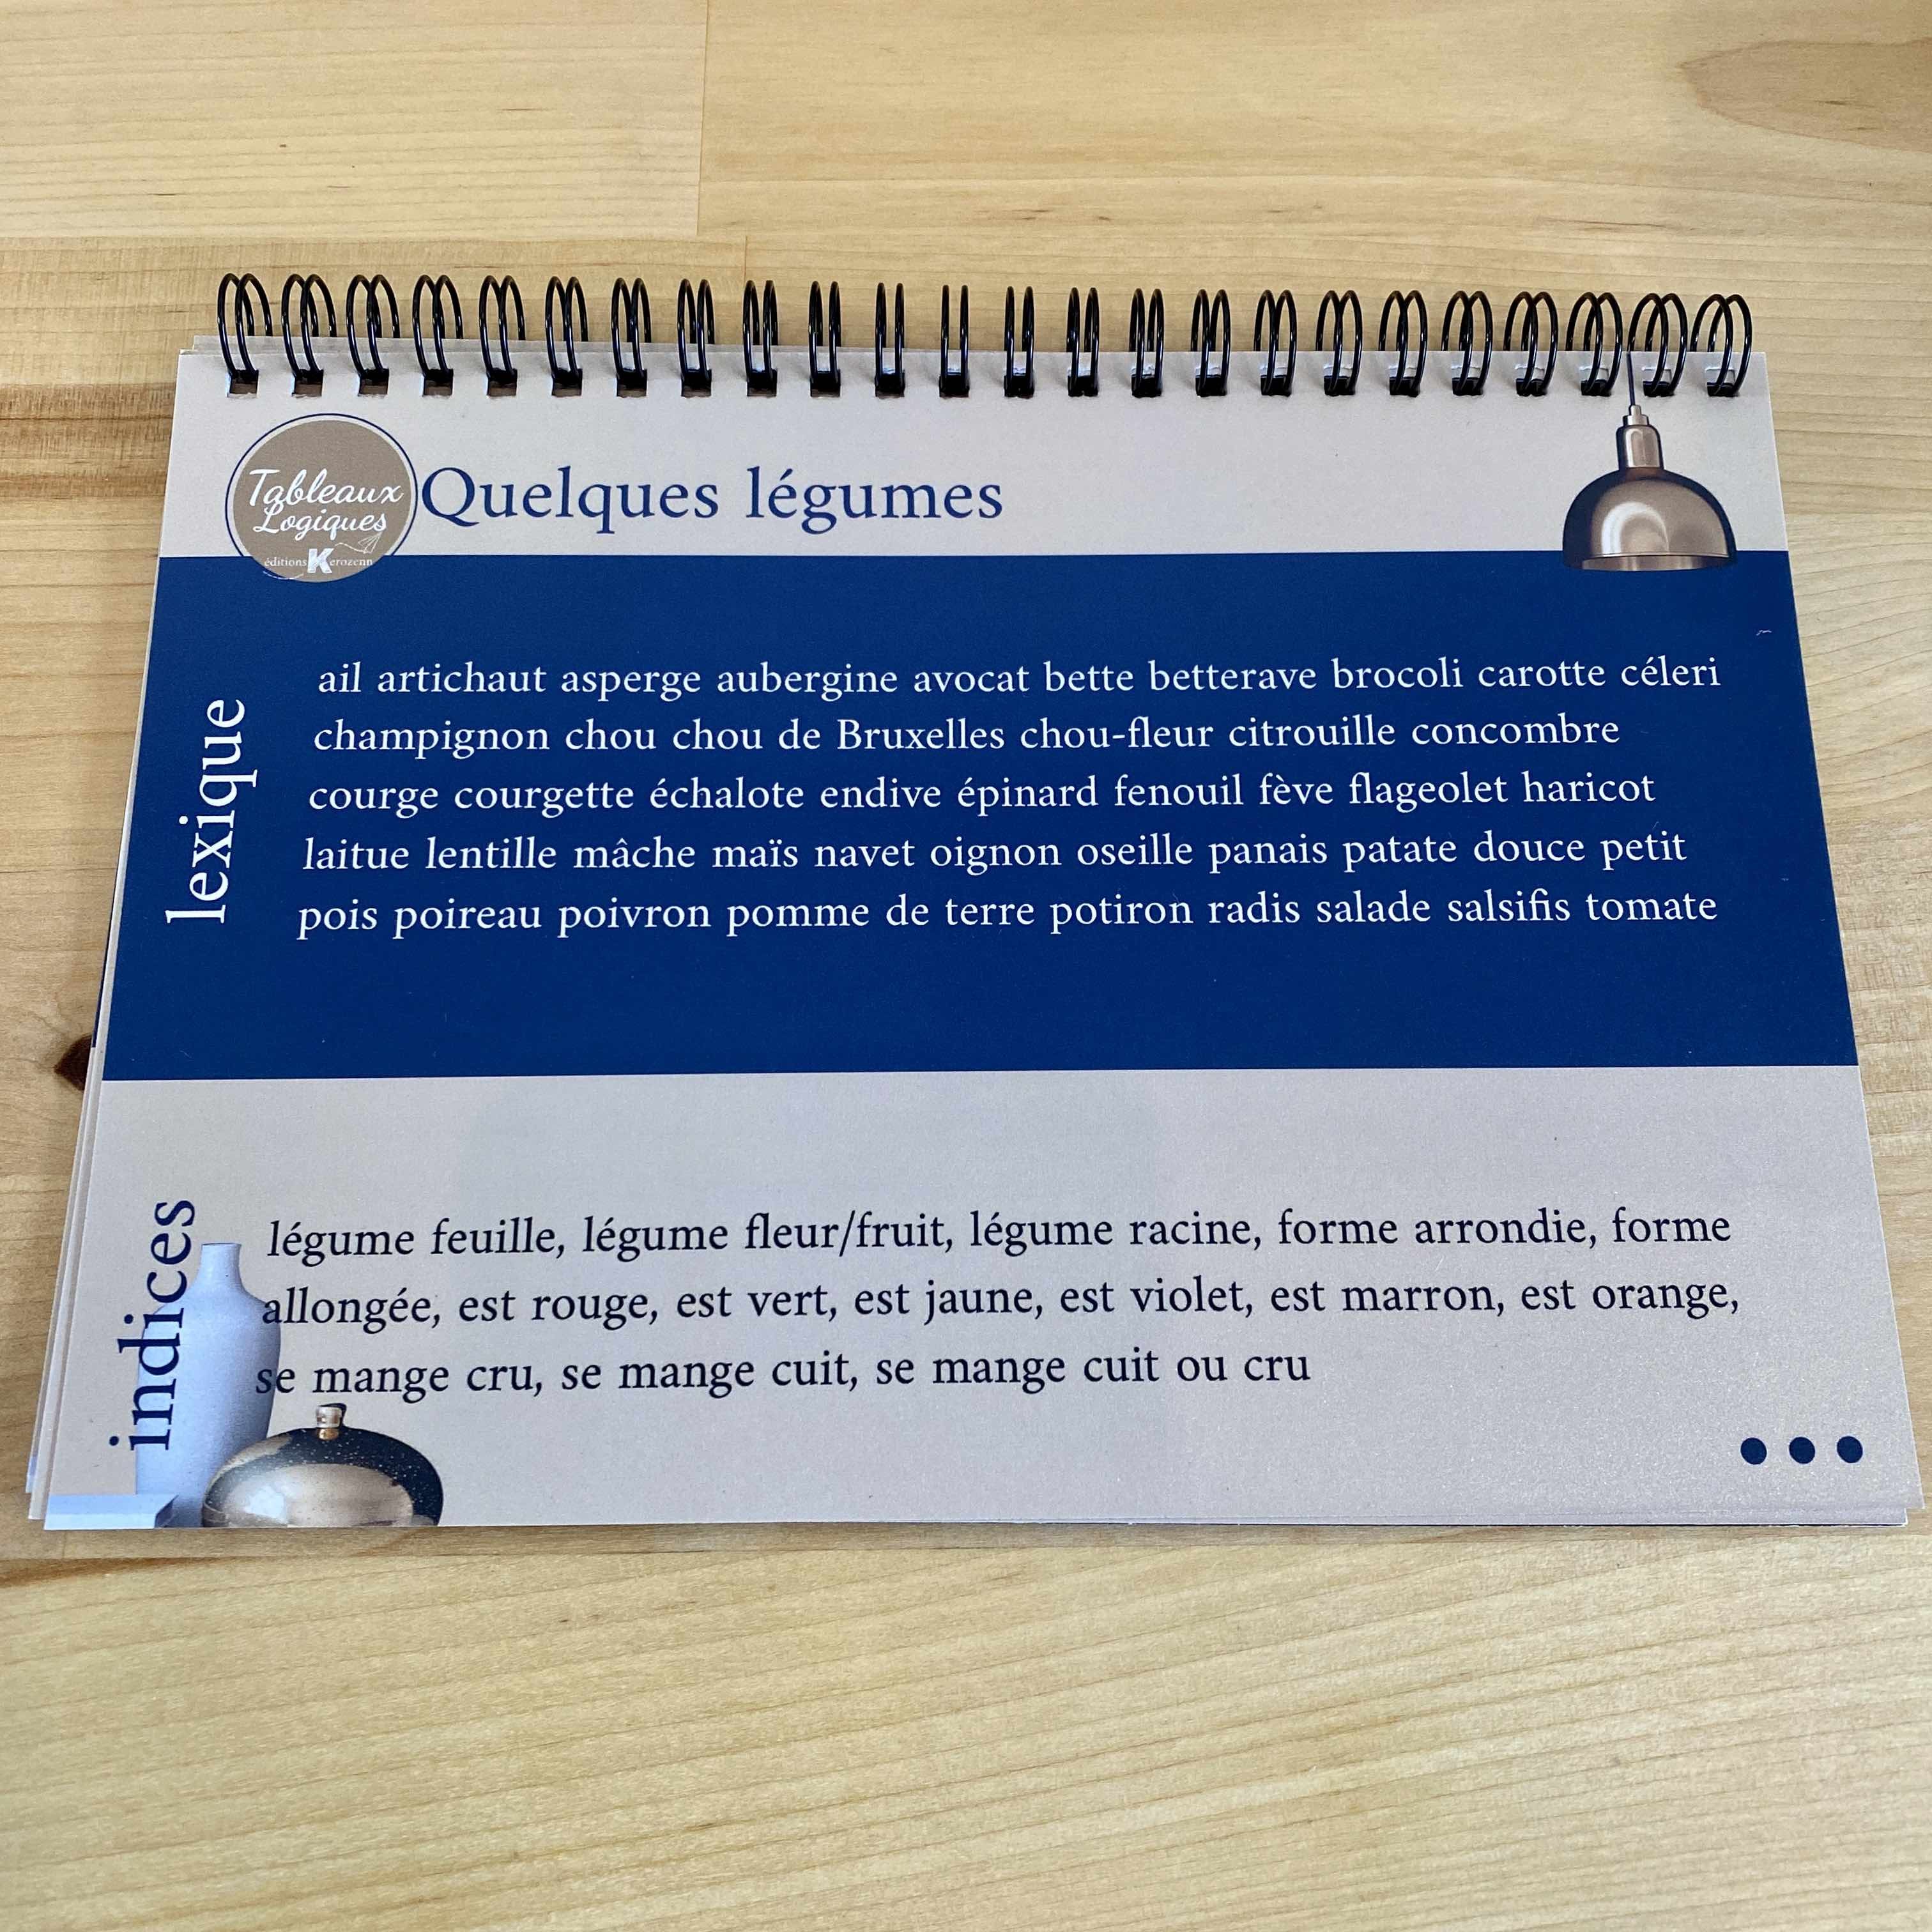 Tableaux
Logiques
éditions Kerozenn
Quelques légumes
lexique
ail artichaut asperge aubergine avocat bette betterave brocoli carotte céleri
champignon chou chou de Bruxelles chou-fleur citrouille concombre
courge courgette échalote endive épinard fenouil fève flageolet haricot
laitue lentille mâche maïs navet oignon oseille panais patate douce petit
pois poireau poivron pomme de terre potiron radis salade salsifis tomate
indices
légume feuille, légume fleur/fruit, légume racine, forme arrondie, forme
allongée, est rouge, est vert, est jaune, est violet, est marron, est orange,
se mange cru, se mange cuit, se mange cuit ou cru